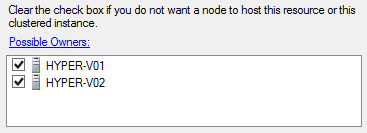 Clear the check box if you do not want a node to host this resource or this
clustered instance.
Possible Owners:
HYPER-V01
HYPER-V02